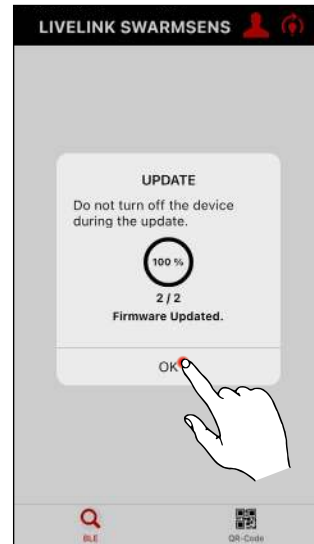 LIVELINK SWARMSENS
UPDATE
Do not turn off the device
during the update.
100 %
2 / 2
Firmware Updated.
OK
BLE
QR-Code